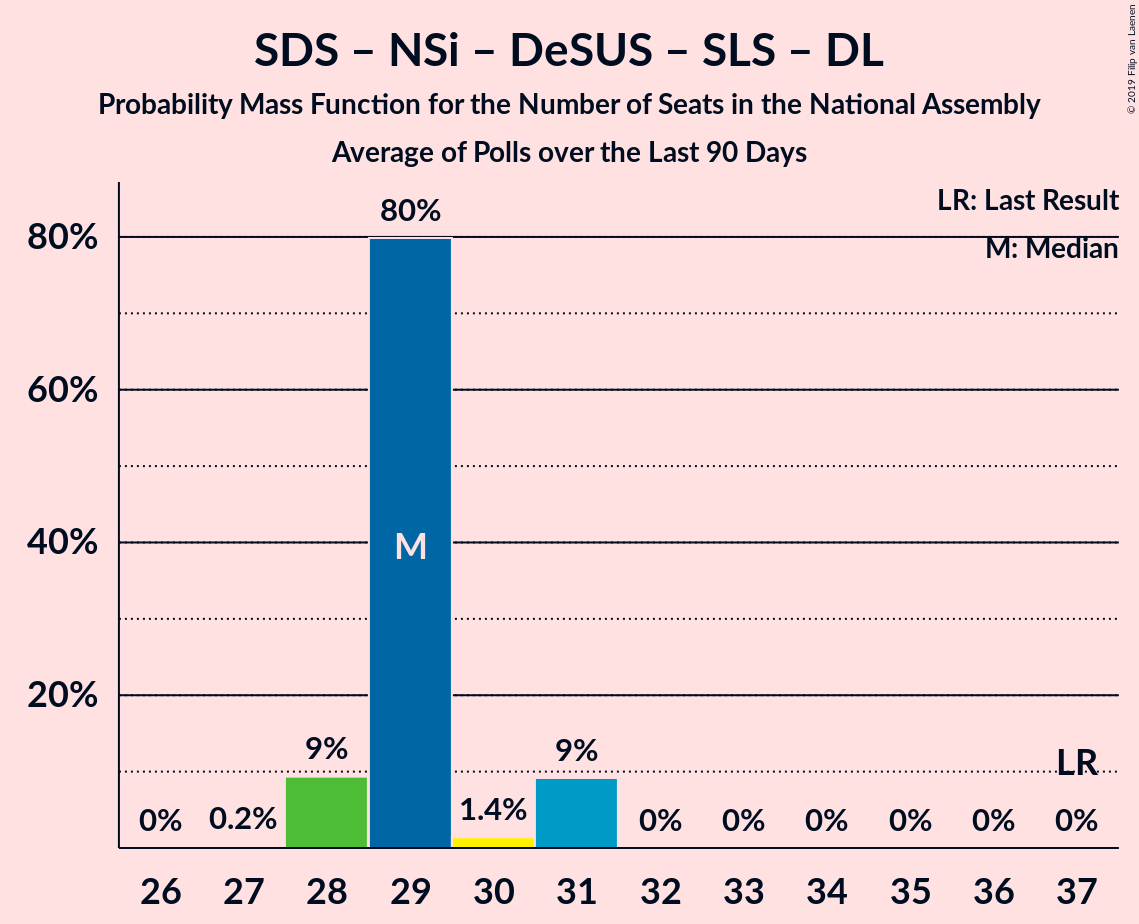 SDS – NSi – DeSUS – SLS – DL
Probability Mass Function for the Number of Seats in the National Assembly
Average of Polls over the Last 90 Days
© 2019 Filip van Laenen
LR: Last Result
M: Median
80%
60%
40%
20%
0%
0.2%
9%
80%
M
1.4%
9%
0%
0%
0%
0%
0%
LR
0%
26 27 28 29 30 31 32 33 34 35 36 37